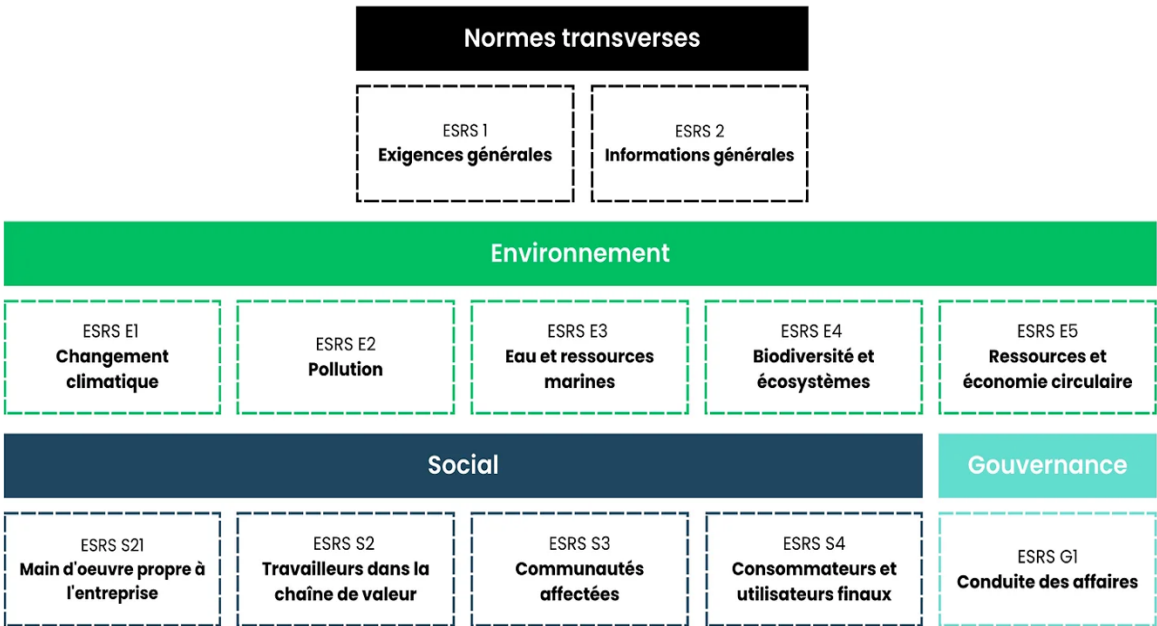 Normes transverses
ESRS 1
Exigences générales
ESRS 2
Informations générales
Environnement
ESRS E1
Changement
climatique
ESRS E2
Pollution
ESRS E3
Eau et ressources
marines
ESRS E4
Biodiversité et
écosystèmes
ESRS E5
Ressources et
économie circulaire
Social
Gouvernance
ESRS S21
Main d'oeuvre propre à
l'entreprise
ESRS S2
Travailleurs dans la
chaîne de valeur
ESRS S3
Communautés
affectées
ESRS S4
Consommateurs et
utilisateurs finaux
ESRS G1
Conduite des affaires